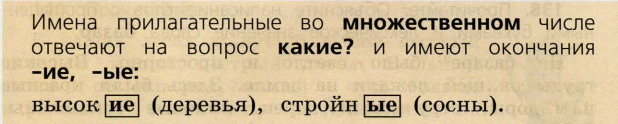 Имена прилагательные во множественном числе
отвечают на вопрос какие? и имеют окончания
–ие, –ые:
высок ие (деревья), стройн ые (сосны).